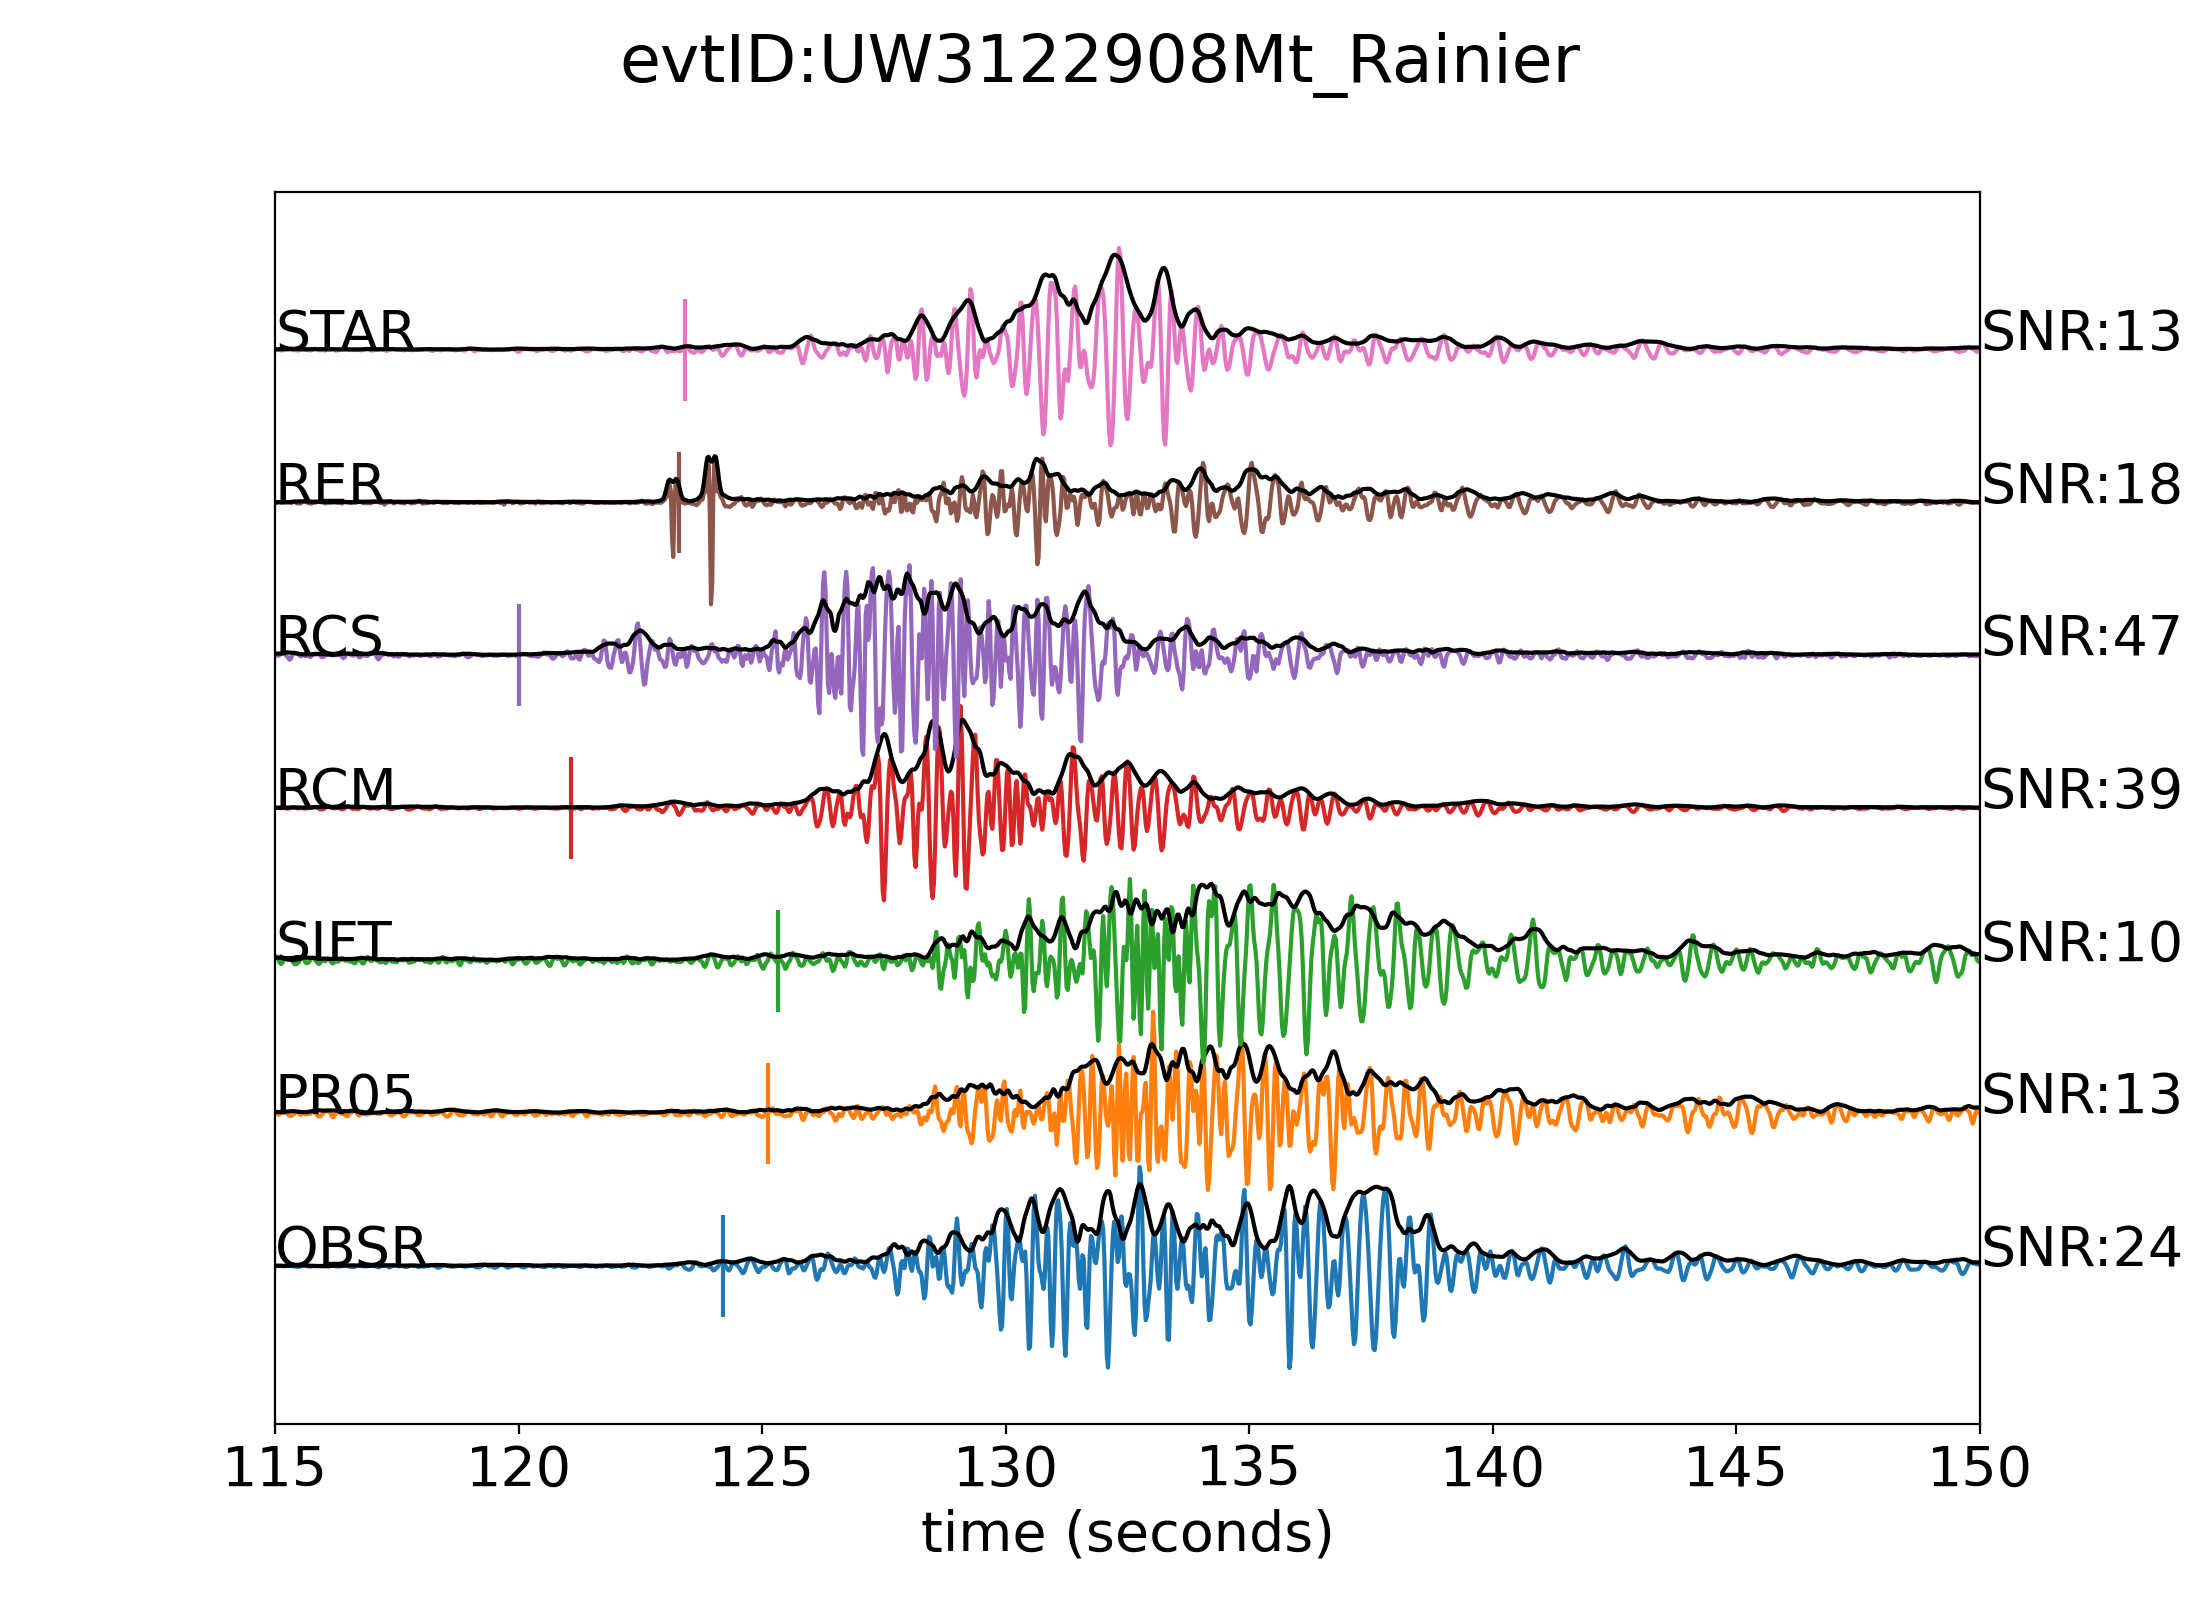 evtID:UW3122908Mt_Rainier
STAR SNR:13
RER SNR:18
RCS SNR:47
RCM SNR:39
SIFT SNR:10
PR05 SNR:13
OBSR SNR:24
115 120 125 130 135 140 145 150
time (seconds)